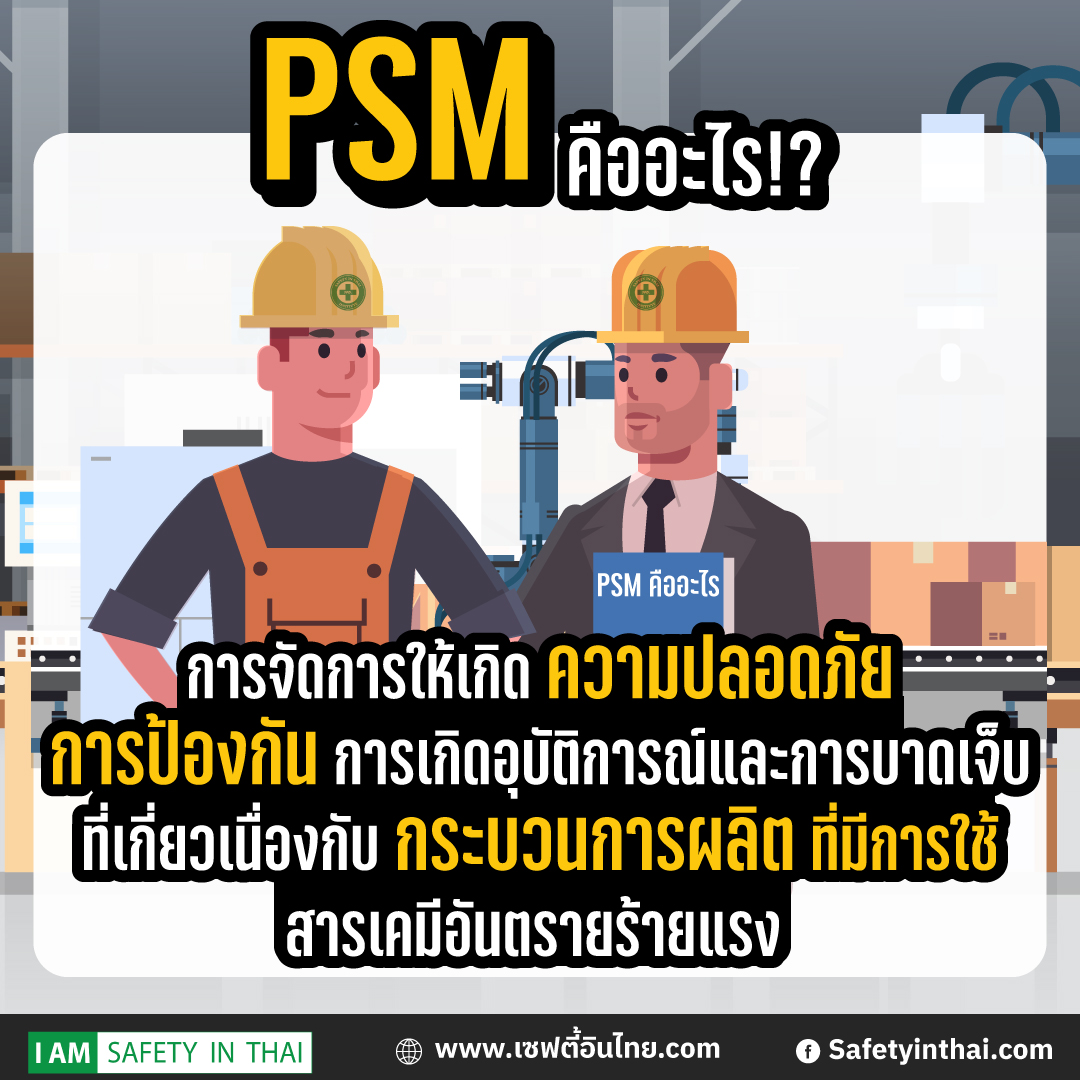 PSM คืออะไร!?
PSM คืออะไร
การจัดการให้เกิด ความปลอดภัย
การป้องกัน การเกิดอุบัติการณ์และการบาดเจ็บ
ที่เกี่ยวเนื่องกับ กระบวนการผลิต ที่มีการใช้
สารเคมีอันตรายร้ายแรง
I AM SAFETY IN THAI
www.เซฟตี้อินไทย.com
Safetyinthai.com